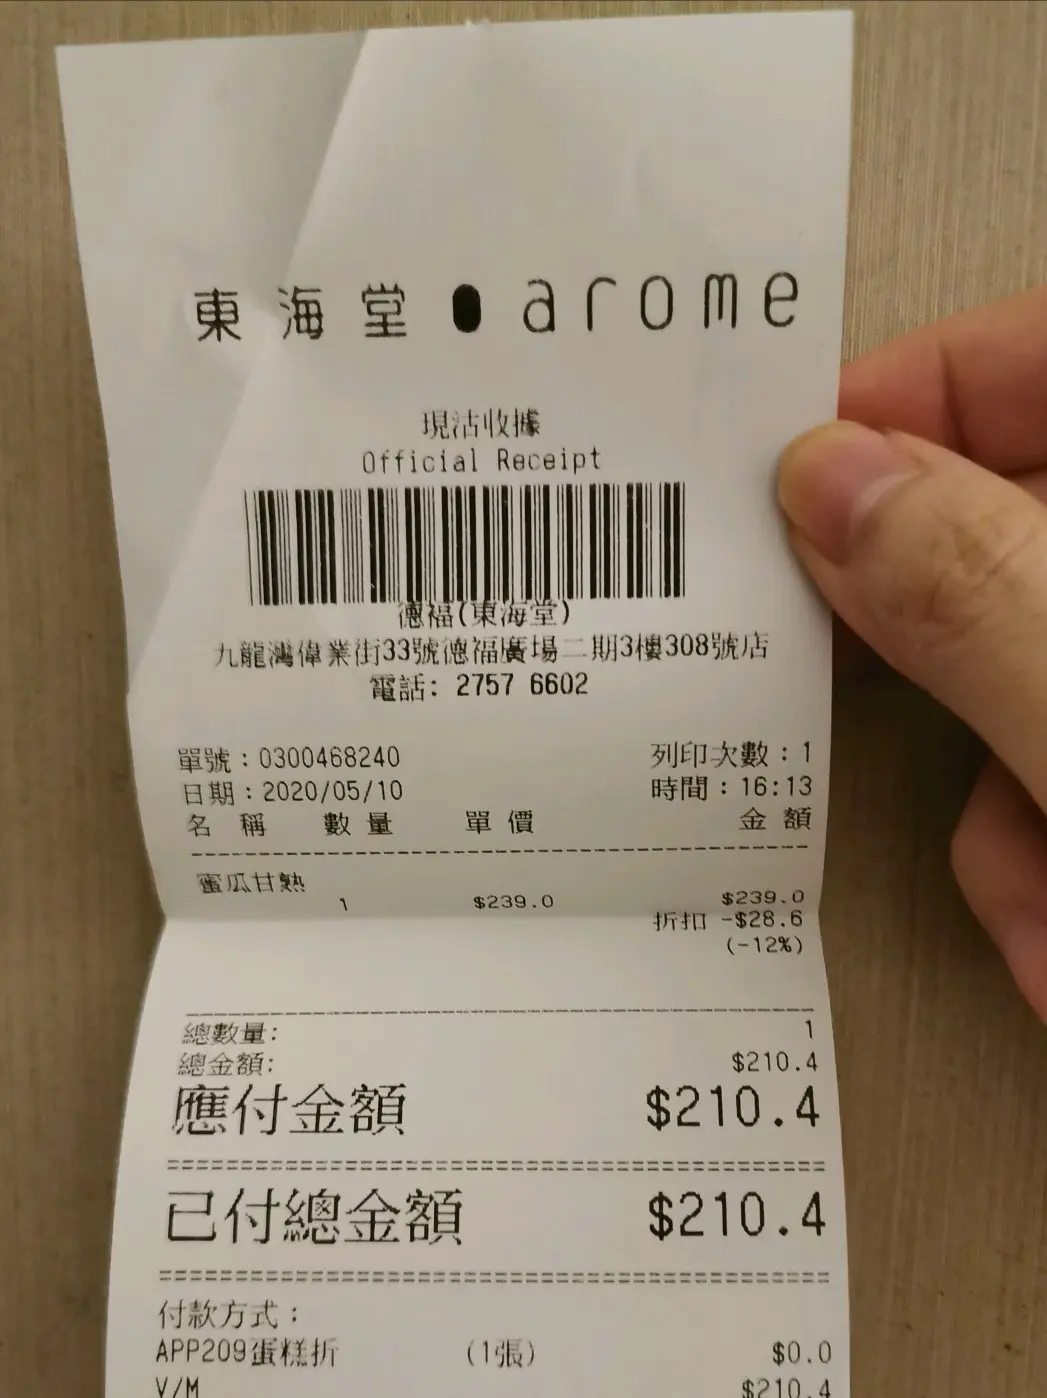 東海堂●arome
現沽收據
Official Receipt
德福(東海堂)
九龍灣偉業街33號德福廣場二期3樓308號店
電話: 2757 6602
單號：0300468240 列印次數：1
日期：2020/05/10 時間：16:13
名稱 數量 單價 金額
蜜瓜甘熟
1 $239.0 $239.0
折扣 -$28.6
(-12%)
總數量: 1
總金額: $210.4
應付金額 $210.4
已付總金額 $210.4
付款方式：
APP209蛋糕折 (1張) $0.0
V/M $210.4